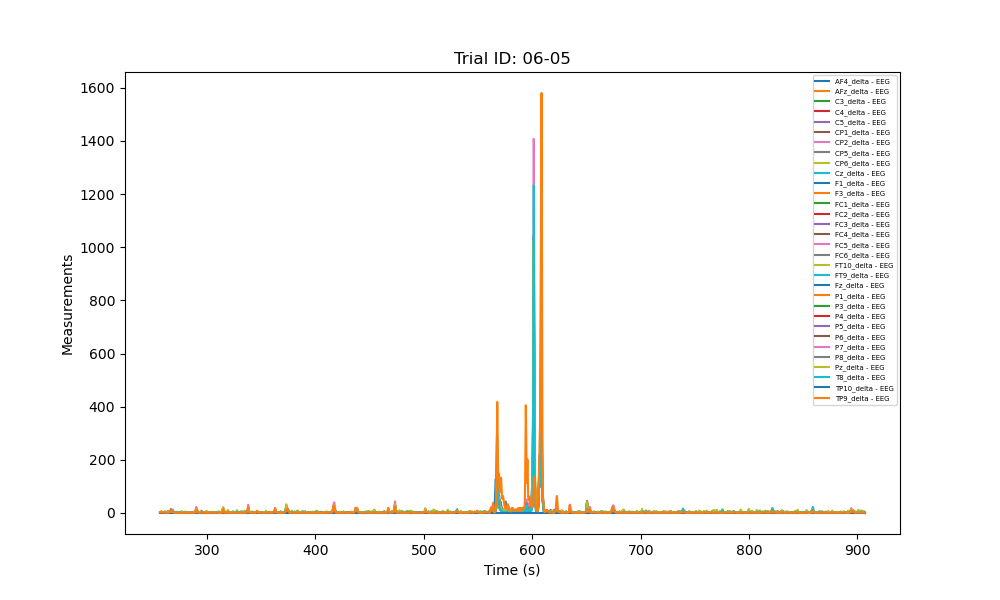 Trial ID: 06-05
1600
1400
1200
1000
800
600
400
200
0
Measurements
300
400
500
600
700
800
900
Time (s)
AF4_delta - EEG
AFz_delta - EEG
C3_delta - EEG
C4_delta - EEG
C5_delta - EEG
CP1_delta - EEG
CP2_delta - EEG
CP5_delta - EEG
CP6_delta - EEG
Cz_delta - EEG
F1_delta - EEG
F3_delta - EEG
FC1_delta - EEG
FC2_delta - EEG
FC3_delta - EEG
FC4_delta - EEG
FC5_delta - EEG
FC6_delta - EEG
FT10_delta - EEG
FT9_delta - EEG
Fz_delta - EEG
P1_delta - EEG
P3_delta - EEG
P4_delta - EEG
P5_delta - EEG
P6_delta - EEG
P7_delta - EEG
P8_delta - EEG
Pz_delta - EEG
T8_delta - EEG
TP10_delta - EEG
TP9_delta - EEG